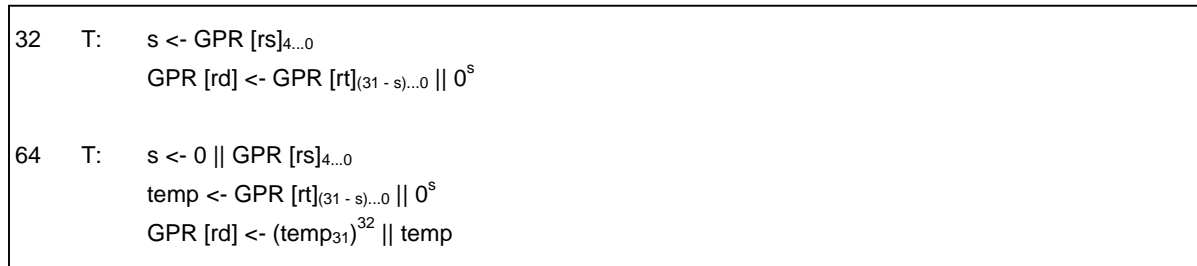 32 T: s <- GPR [rs]4...0
GPR [rd] <- GPR [rt](31 - s)...0 || 0s
64 T: s <- 0 || GPR [rs]4...0
temp <- GPR [rt](31 - s)...0 || 0s
GPR [rd] <- (temp31)32 || temp